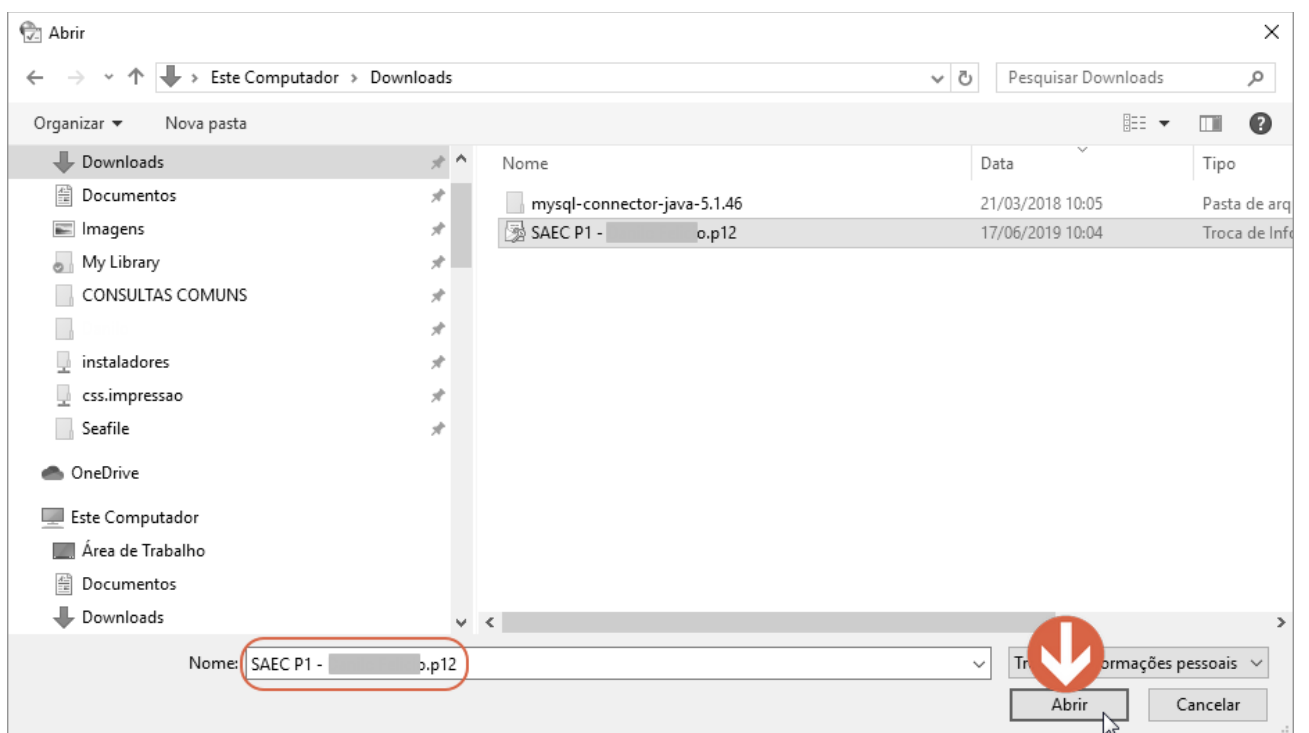 Abrir
Este Computador > Downloads
Pesquisar Downloads
Organizar
Nova pasta
Downloads
Documentos
Imagens
My Library
CONSULTAS COMUNS
instaladores
css.impressao
Seafile
OneDrive
Este Computador
Área de Trabalho
Documentos
Downloads
Nome Data Tipo
mysql-connector-java-5.1.46 21/03/2018 10:05 Pasta de arq
SAEC P1 - o.p12 17/06/2019 10:04 Troca de Info
Nome: SAEC P1 - o.p12
pessoais
Abrir Cancelar